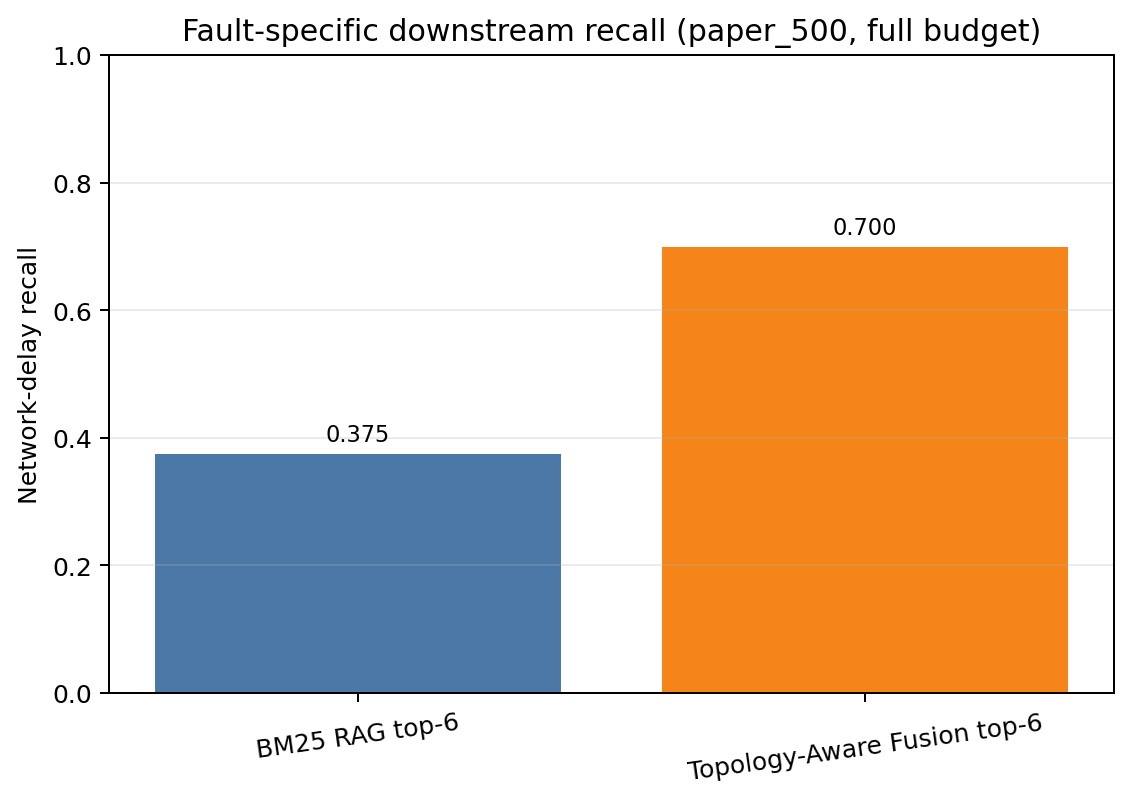 Fault-specific downstream recall (paper_500, full budget)
Network-delay recall
1.0
0.8
0.6
0.4
0.2
0.0
0.375
0.700
BM25 RAG top-6
Topology-Aware Fusion top-6